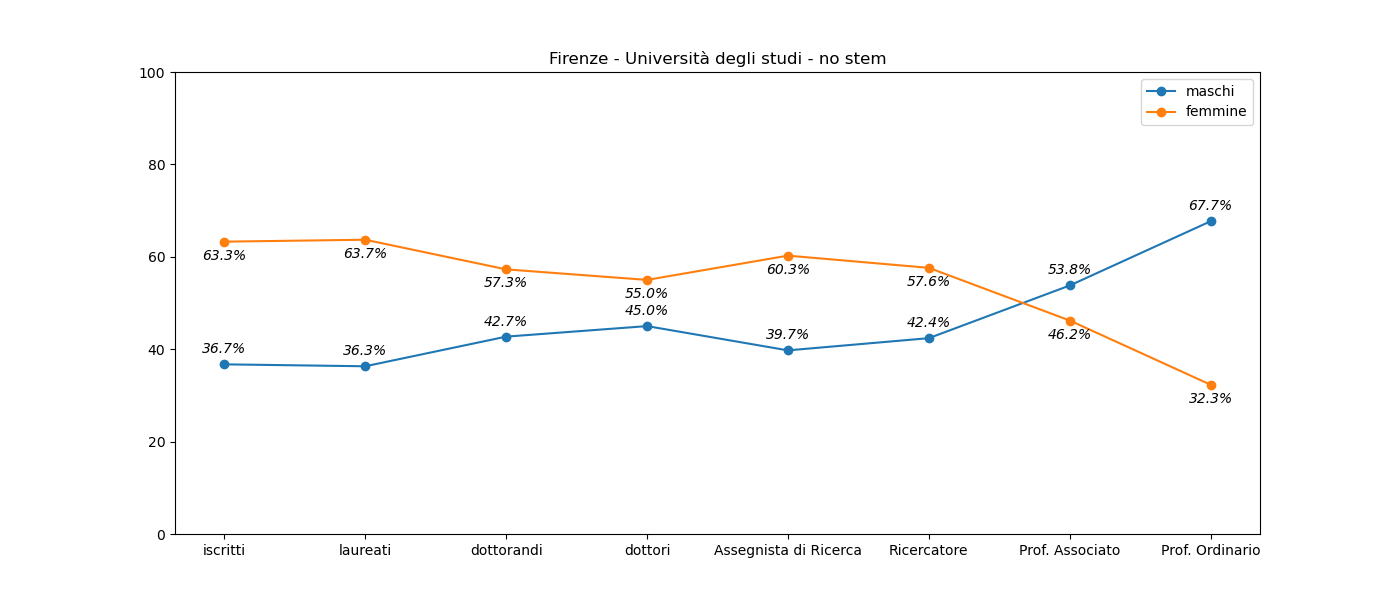 Firenze - Università degli studi - no stem
100
80
60
40
20
0
maschi
femmine
63.3%
63.7%
57.3%
55.0%
60.3%
57.6%
46.2%
32.3%
36.7%
36.3%
42.7%
45.0%
39.7%
42.4%
53.8%
67.7%
iscritti
laureati
dottorandi
dottori
Assegnista di Ricerca
Ricercatore
Prof. Associato
Prof. Ordinario